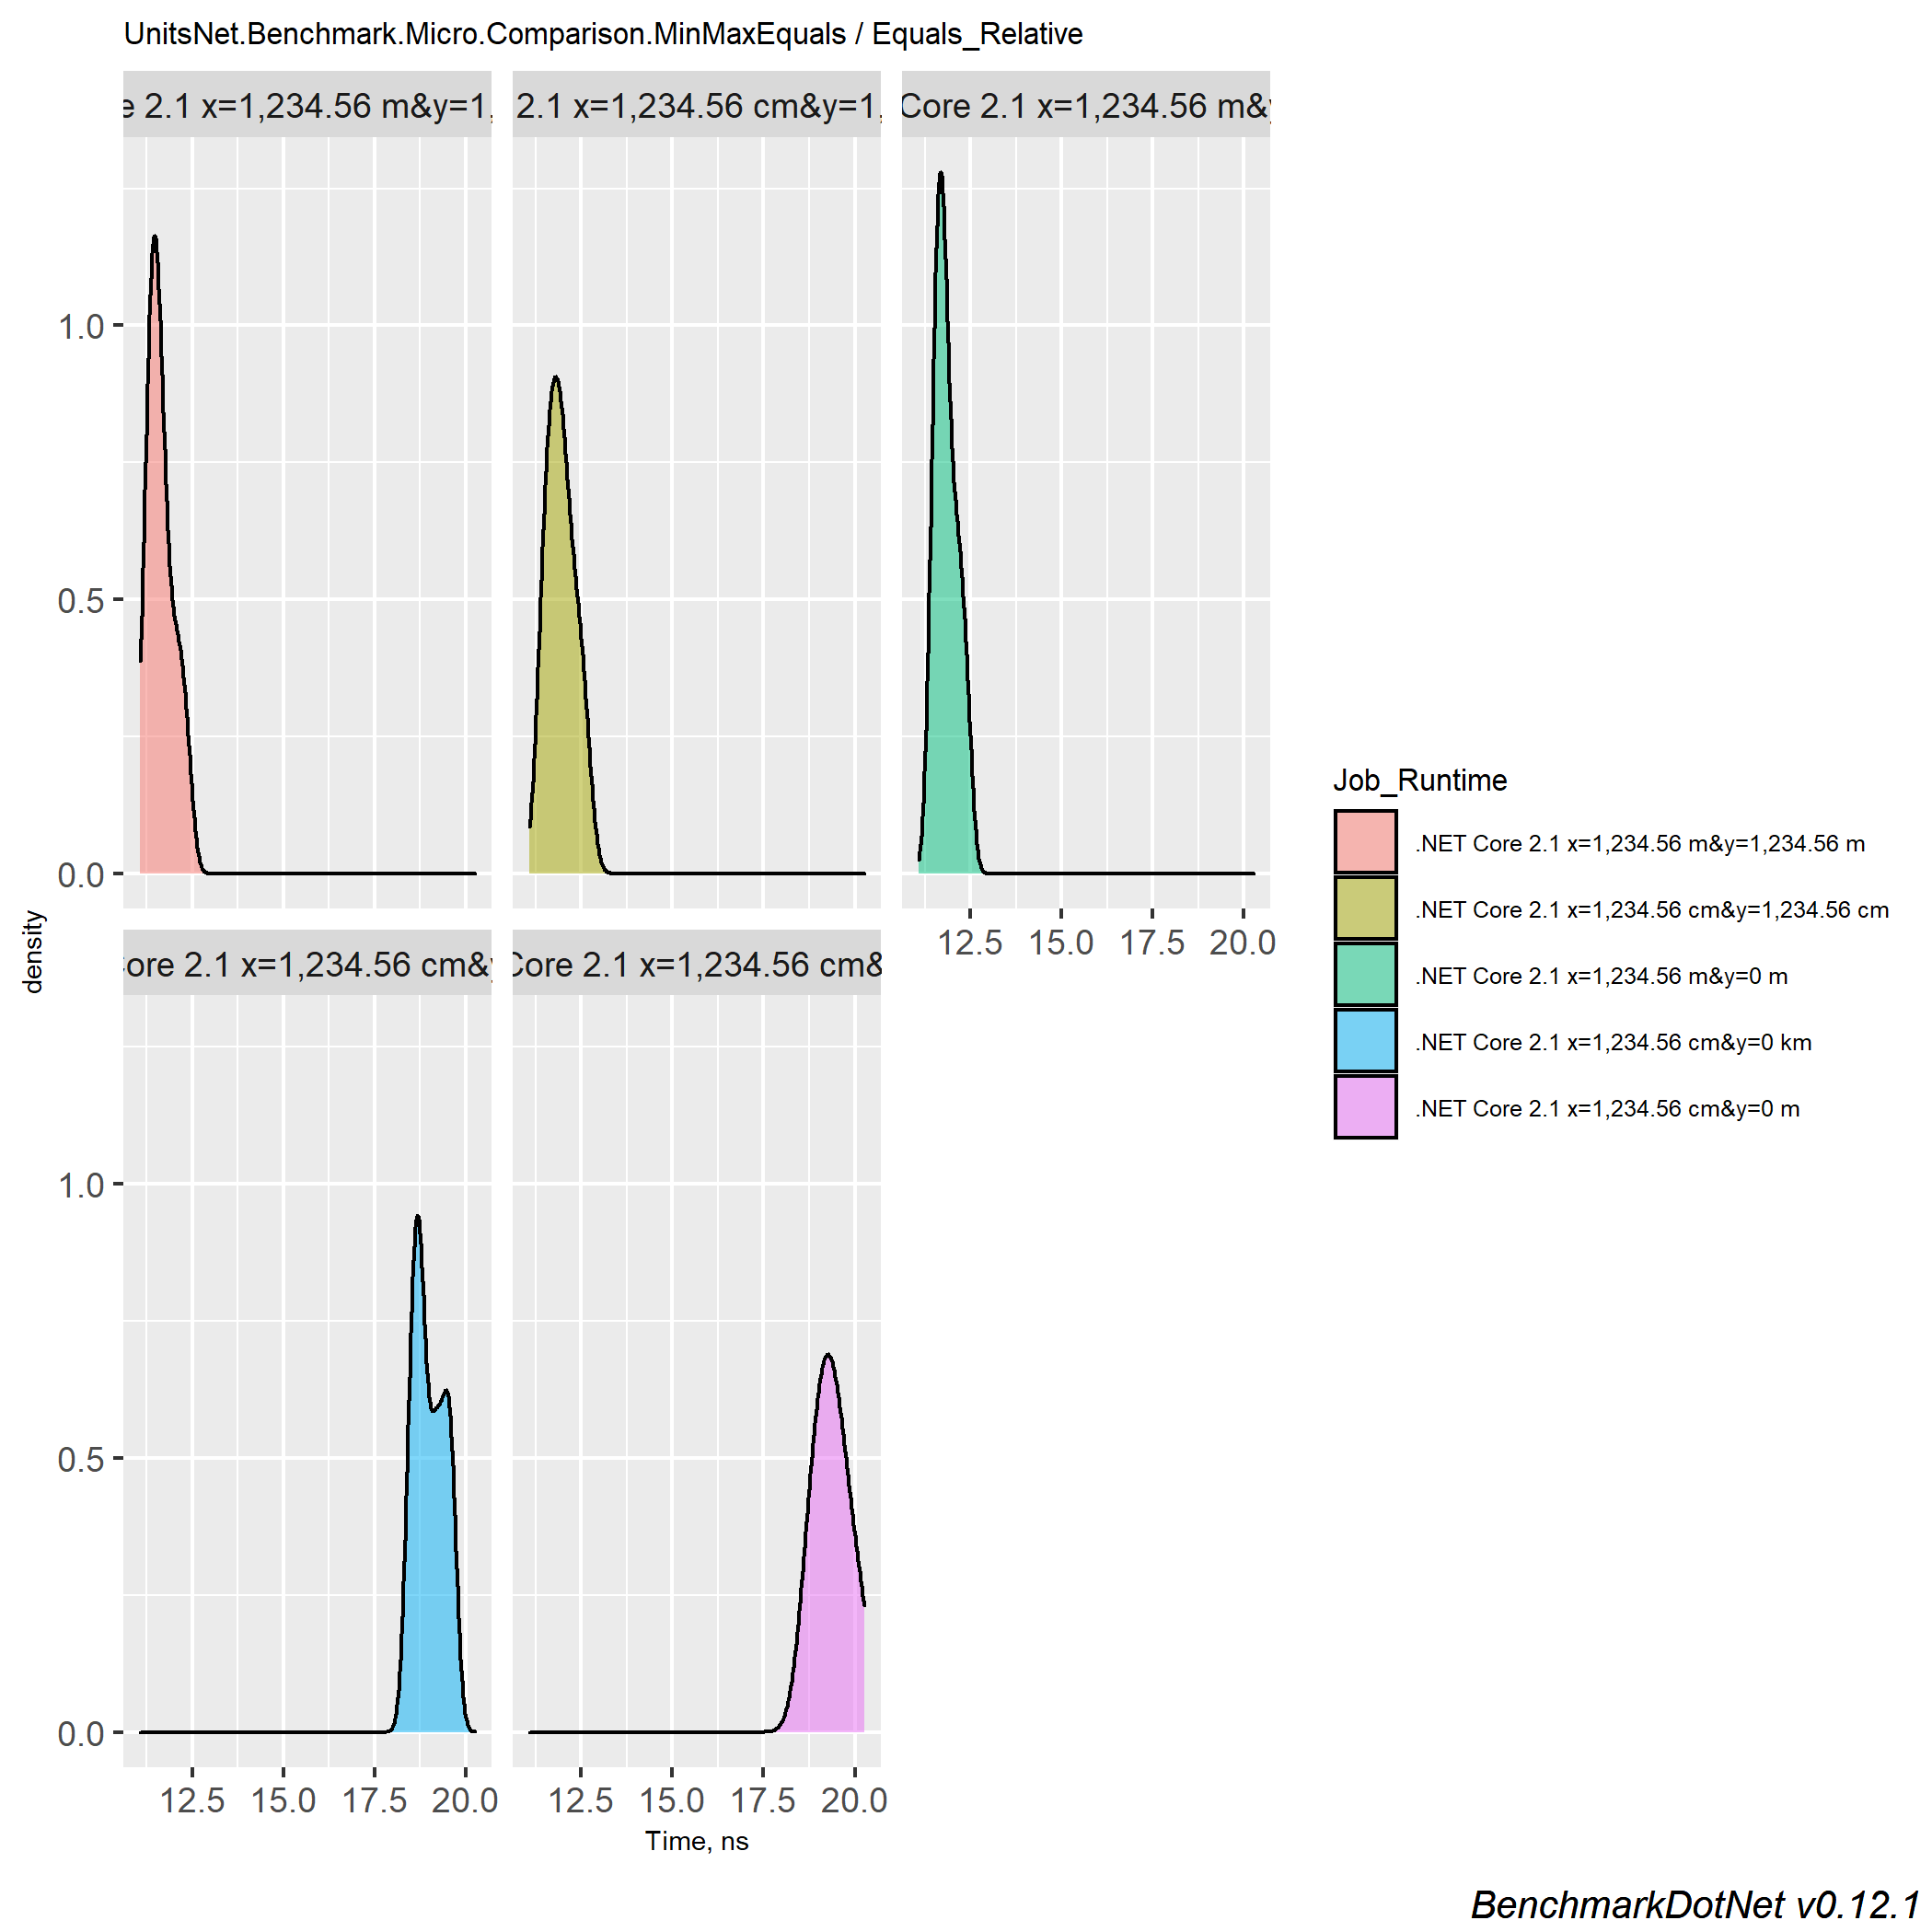 UnitsNet.Benchmark.Micro.Comparison.MinMaxEquals / Equals_Relative
e 2.1 x=1,234.56 m&y=1,
2.1 x=1,234.56 cm&y=1,
Core 2.1 x=1,234.56 m&y
1.0
0.5
0.0
12.5 15.0 17.5 20.0
density
Core 2.1 x=1,234.56 cm&y
Core 2.1 x=1,234.56 cm&
1.0
0.5
0.0
12.5 15.0 17.5 20.0
12.5 15.0 17.5 20.0
Time, ns
Job_Runtime
.NET Core 2.1 x=1,234.56 m&y=1,234.56 m
.NET Core 2.1 x=1,234.56 cm&y=1,234.56 cm
.NET Core 2.1 x=1,234.56 m&y=0 m
.NET Core 2.1 x=1,234.56 cm&y=0 km
.NET Core 2.1 x=1,234.56 cm&y=0 m
BenchmarkDotNet v0.12.1